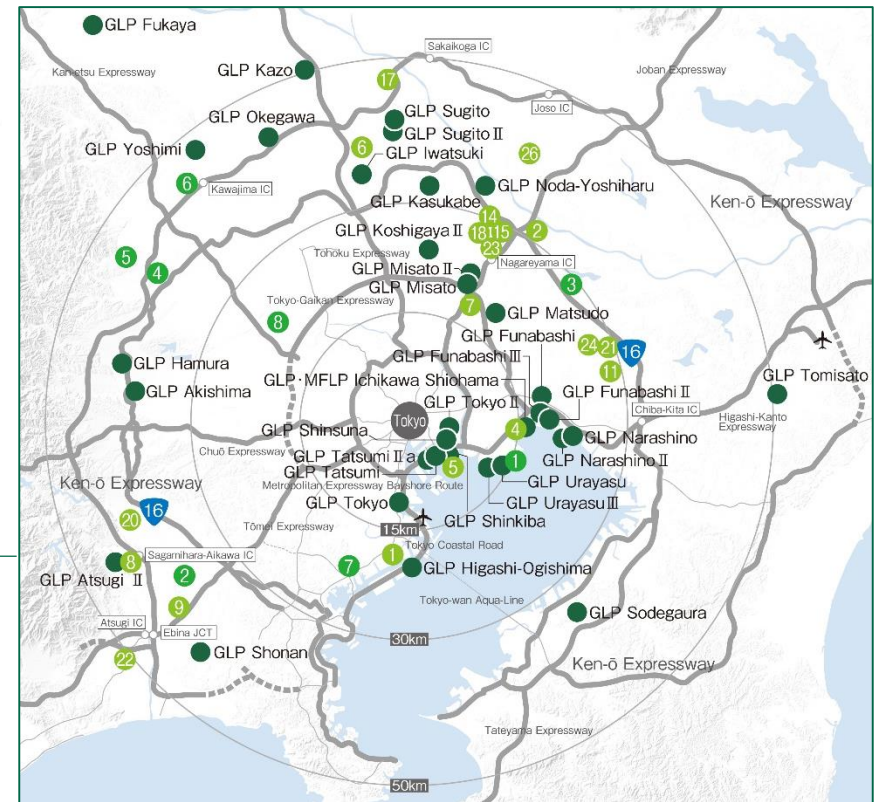 GLP Fukaya
Sakaikoga IC
Kan-etsu Expressway
GLP Kazo
17
Joban Expressway
Joso IC
GLP Okegawa
GLP Sugito
GLP Sugito Ⅱ
GLP Yoshimi
6
GLP Iwatsuki
26
6
Kawajima IC
GLP Kasukabe
GLP Noda-Yoshiharu
Ken-ō Expressway
14
GLP Koshigaya Ⅱ
18
15
2
23
Tohoku Expressway
5
4
Nagareyama IC
GLP Misato Ⅱ
GLP Misato
3
Tokyo-Gaikan Expressway
7
8
GLP Matsudo
GLP Funabashi
24
21
16
GLP Funabashi Ⅲ
GLP Hamura
11
GLP・MFLP Ichikawa Shiohama
GLP Funabashi Ⅱ
GLP Akishima
GLP Tokyo Ⅱ
GLP Tomisato
Tokyo
Chiba-Kita IC
Higashi-Kanto
Expressway
GLP Shinsuna
4
GLP Narashino
Chuō Expressway
GLP Tatsumi Ⅱa
GLP Narashino Ⅱ
GLP Tatsumi
5
1
GLP Urayasu
Metropolitan Expressway Bayshore Route
Ken-ō Expressway
GLP Tokyo
GLP Urayasu Ⅲ
16
20
GLP Shinkiba
Tōmei Expressway
15km
Tokyo Coastal Road
Sagamihara-Aikawa IC
8
1
7
GLP Higashi-Ogishima
GLP Atsugi Ⅱ
2
Tokyo-wan Aqua-Line
9
GLP Sodegaura
Atsugi IC
Ebina JCT
30km
22
GLP Shonan
Ken-ō Expressway
Tateyama Expressway
50km